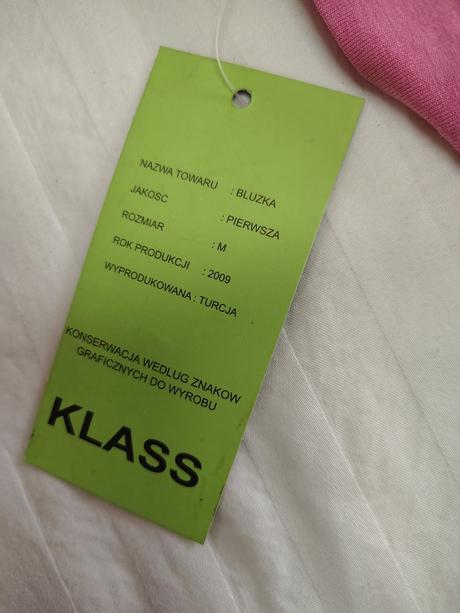 NAZWA TOWARU : BLUZKA
JAKOSC : PIERWSZA
ROZMIAR : M
ROK PRODUKCJI : 2009
WYPRODUKOWANA : TURCJA
KONSERWACJA WEDLUG ZNAKOW
GRAFICZNYCH DO WYROBU
KLASS